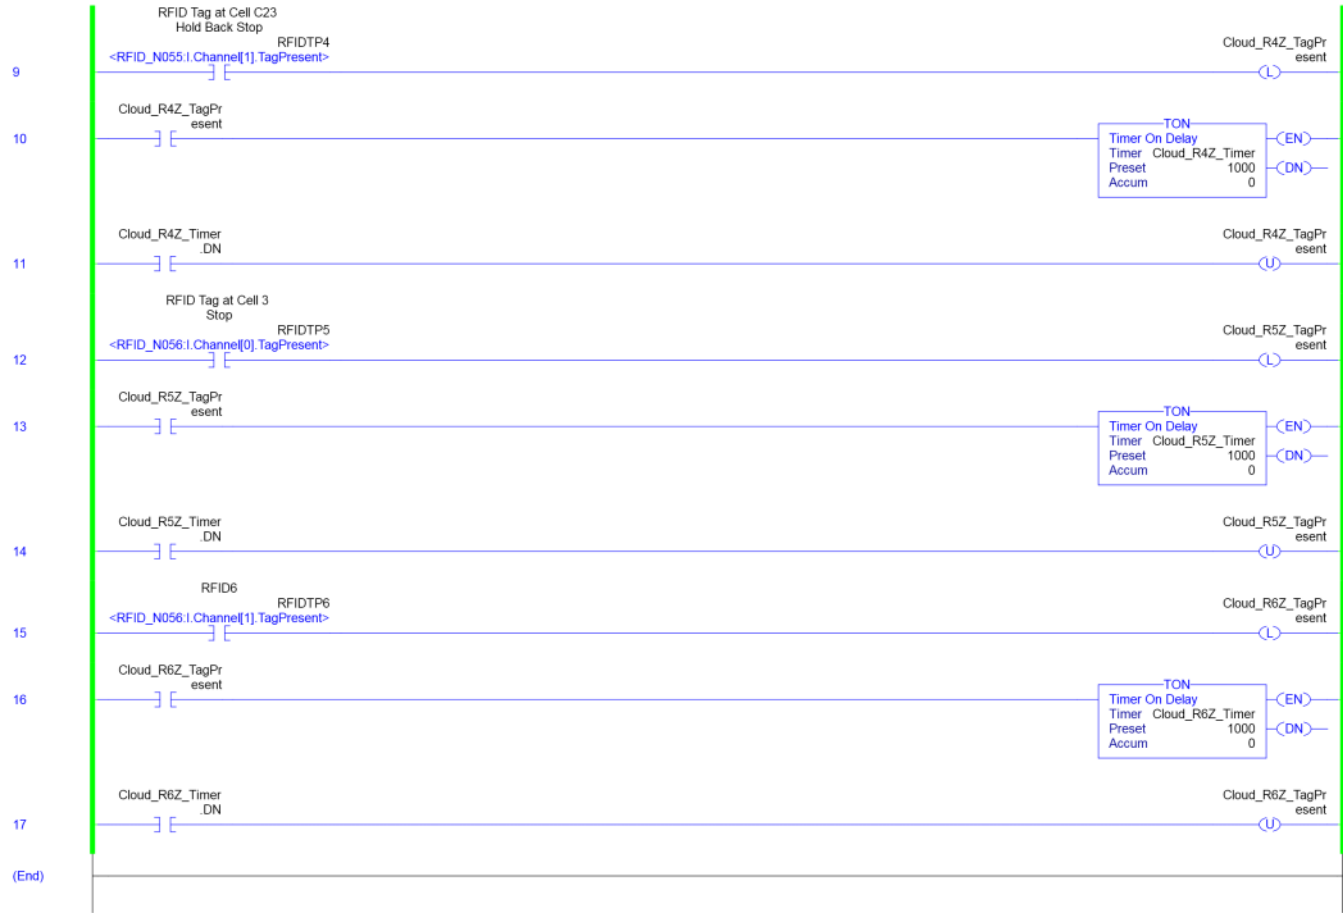 RFID Tag at Cell C23
Hold Back Stop
RFIDTP4
<RFID_N055:I.Channel[1].TagPresent>
Cloud_R4Z_TagPr
esent
9
L
Cloud_R4Z_TagPr
esent
10
TON
Timer On Delay
Timer Cloud_R4Z_Timer
Preset 1000
Accum 0
EN
DN
Cloud_R4Z_Timer
.DN
Cloud_R4Z_TagPr
esent
11
U
RFID Tag at Cell 3
Stop
RFIDTP5
<RFID_N056:I.Channel[0].TagPresent>
Cloud_R5Z_TagPr
esent
12
L
Cloud_R5Z_TagPr
esent
13
TON
Timer On Delay
Timer Cloud_R5Z_Timer
Preset 1000
Accum 0
EN
DN
Cloud_R5Z_Timer
.DN
Cloud_R5Z_TagPr
esent
14
U
RFID6
RFIDTP6
<RFID_N056:I.Channel[1].TagPresent>
Cloud_R6Z_TagPr
esent
15
L
Cloud_R6Z_TagPr
esent
16
TON
Timer On Delay
Timer Cloud_R6Z_Timer
Preset 1000
Accum 0
EN
DN
Cloud_R6Z_Timer
.DN
Cloud_R6Z_TagPr
esent
17
U
(End)